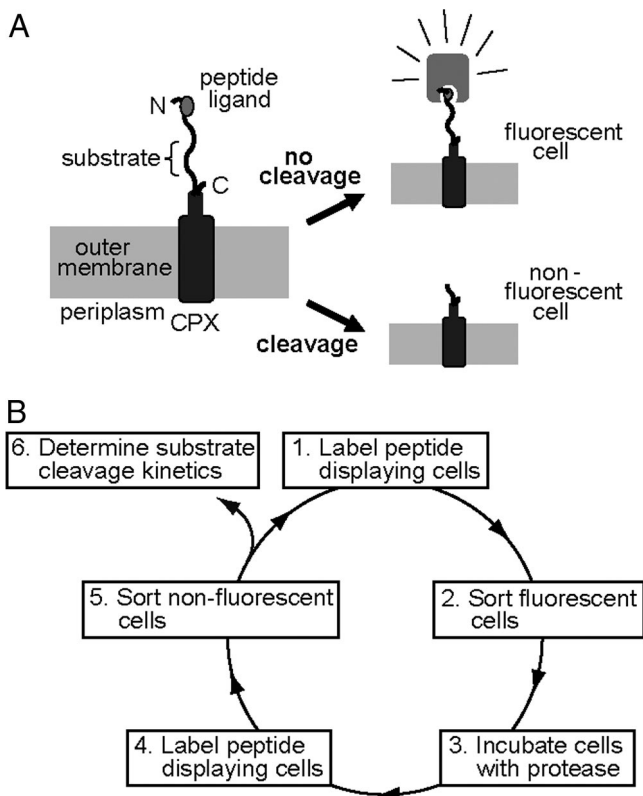 A
N
peptide
ligand
substrate
C
outer
membrane
periplasm
CPX
no
cleavage
cleavage
fluorescent
cell
non -
fluorescent
cell
B
6. Determine substrate
cleavage kinetics
1. Label peptide
displaying cells
5. Sort non-fluorescent
cells
2. Sort fluorescent
cells
4. Label peptide
displaying cells
3. Incubate cells
with protease